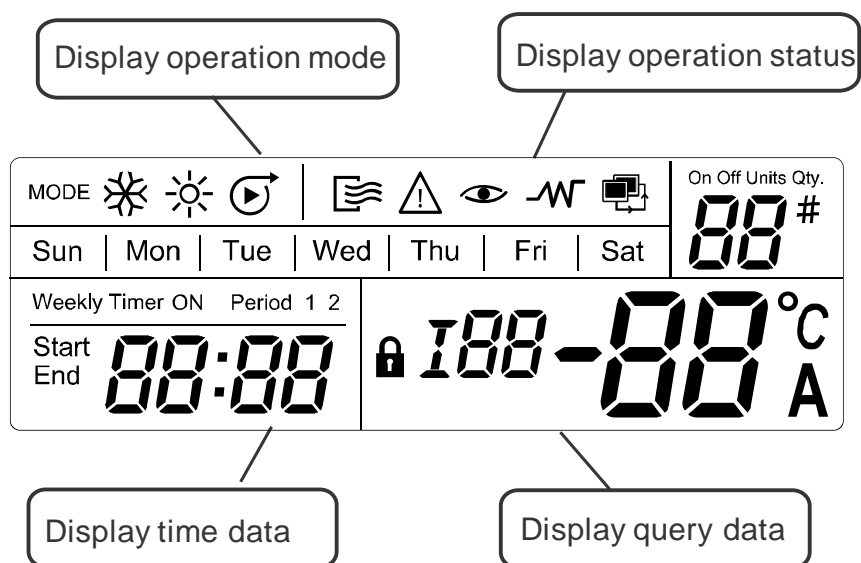 Display operation mode
Display operation status
MODE
On Off Units Qty.
88 #
Sun Mon Tue Wed Thu Fri Sat
Weekly Timer ON Period 1 2
Start
End
88:88
I88
-88
°C
A
Display time data
Display query data